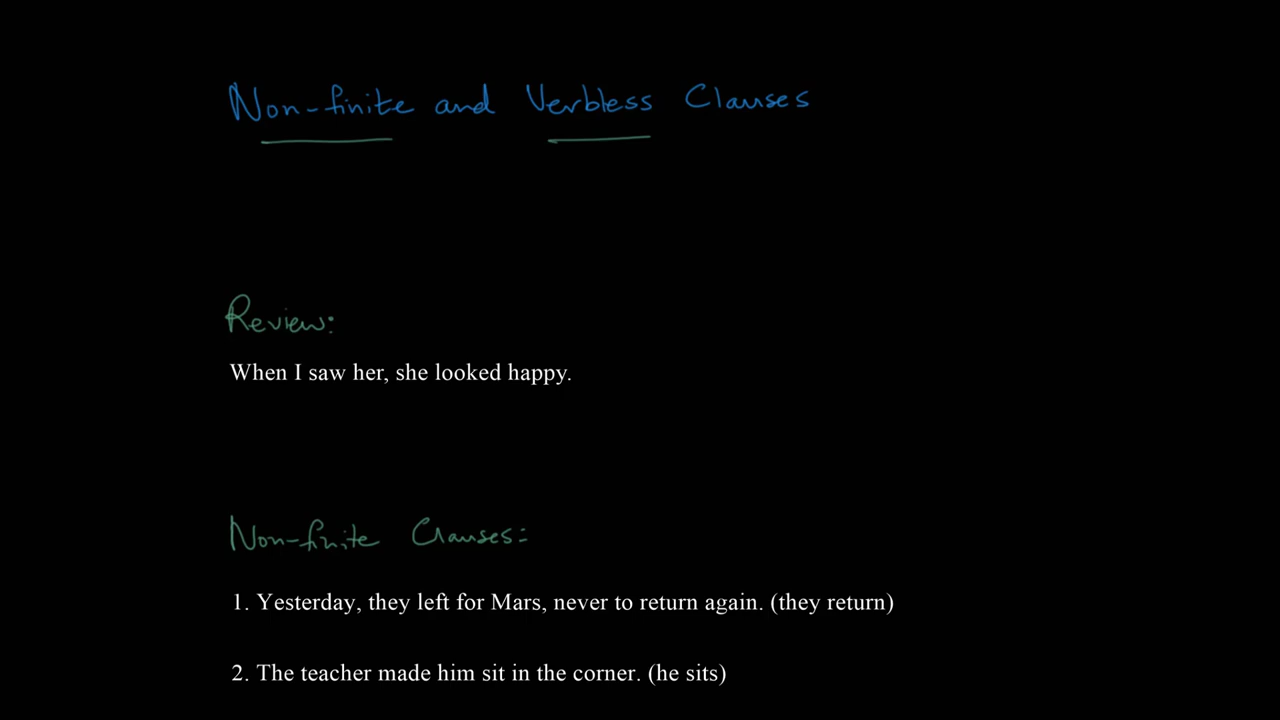 Non-finite and Verbless Clauses
Review:
When I saw her, she looked happy.
Non-finite Clauses:
1. Yesterday, they left for Mars, never to return again. (they return)
2. The teacher made him sit in the corner. (he sits)